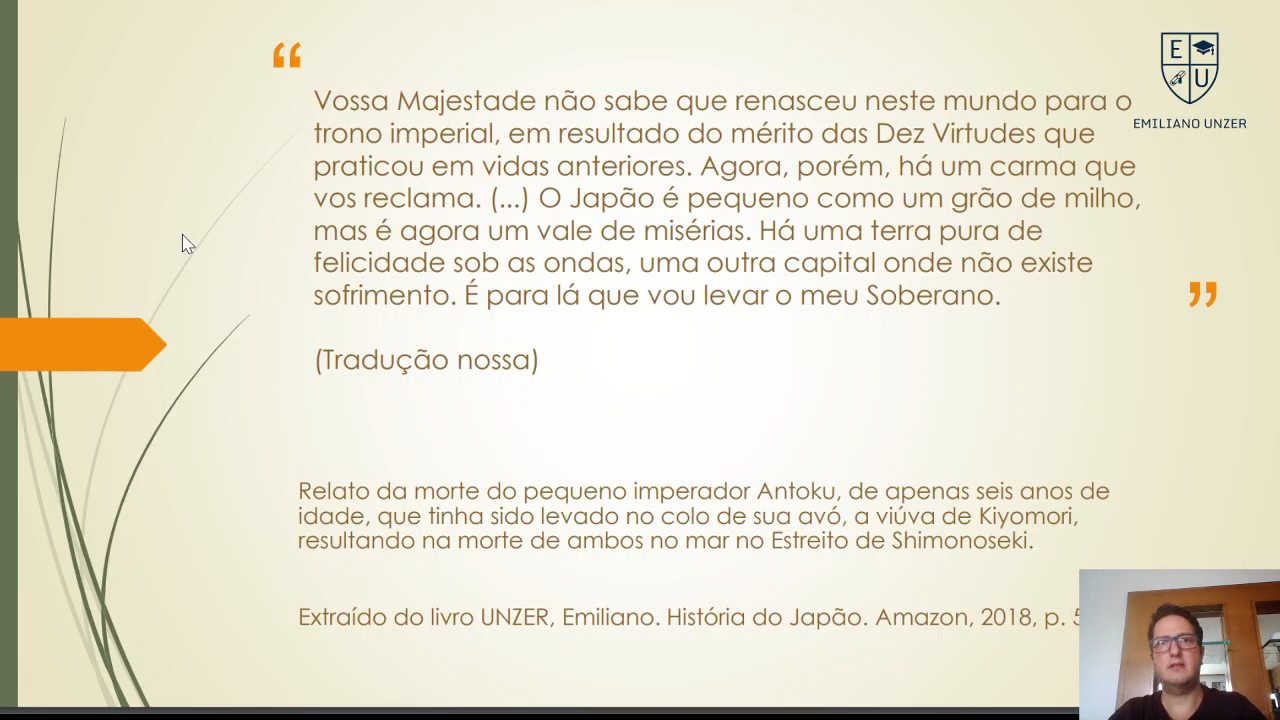 “
Vossa Majestade não sabe que renasceu neste mundo para o
trono imperial, em resultado do mérito das Dez Virtudes que
praticou em vidas anteriores. Agora, porém, há um carma que
vos reclama. (...) O Japão é pequeno como um grão de milho,
mas é agora um vale de misérias. Há uma terra pura de
felicidade sob as ondas, uma outra capital onde não existe
sofrimento. É para lá que vou levar o meu Soberano.
”
(Tradução nossa)
Relato da morte do pequeno imperador Antoku, de apenas seis anos de
idade, que tinha sido levado no colo de sua avó, a viúva de Kiyomori,
resultando na morte de ambos no mar no Estreito de Shimonoseki.
Extraído do livro UNZER, Emiliano. História do Japão. Amazon, 2018, p.
E
U
EMILIANO UNZER